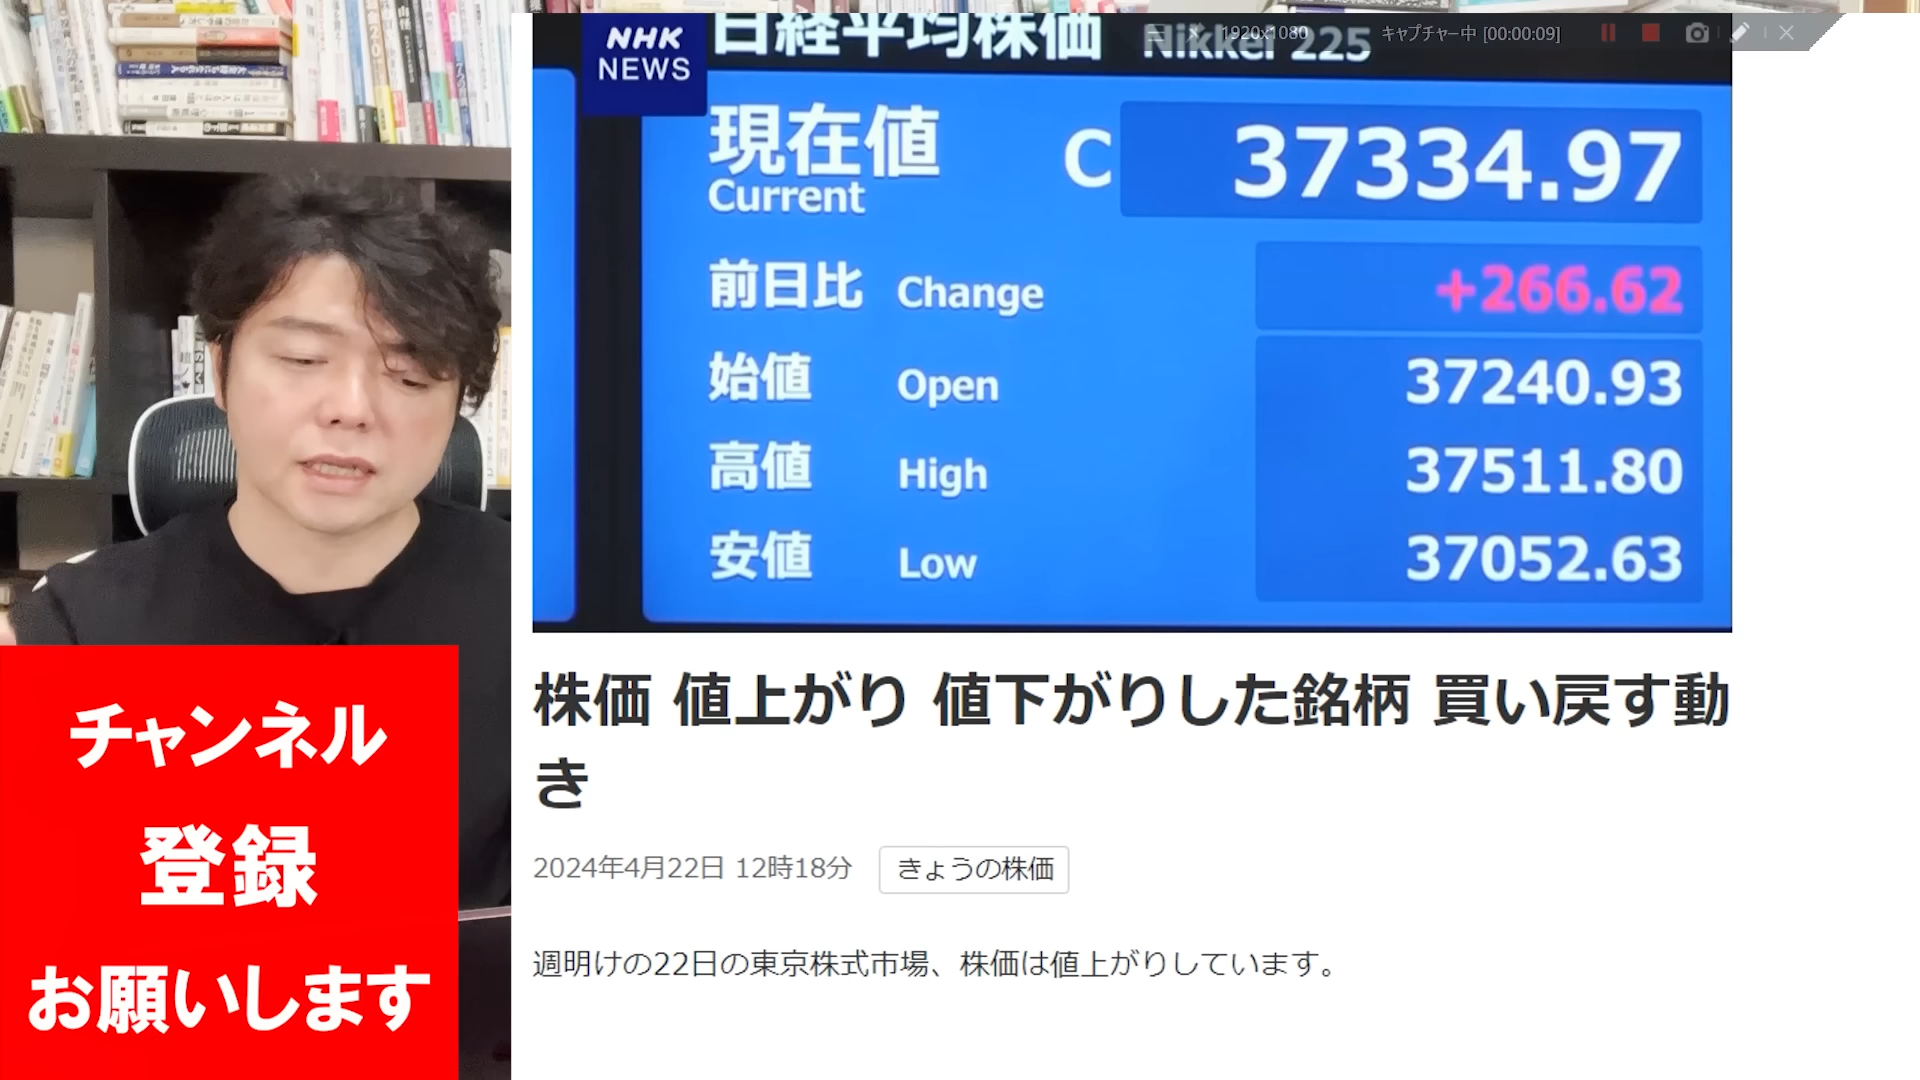 NHK
NEWS
日経平均株価 Nikkei 225
1920x1080
キャプチャー中 [00:00:09]
現在値
Current
C 37334.97
前日比 Change +266.62
始値 Open 37240.93
高値 High 37511.80
安値 Low 37052.63
株価 値上がり 値下がりした銘柄 買い戻す動
き
2024年4月22日 12時18分 きょうの株価
週明けの22日の東京株式市場、株価は値上がりしています。
チャンネル
登録
お願いします